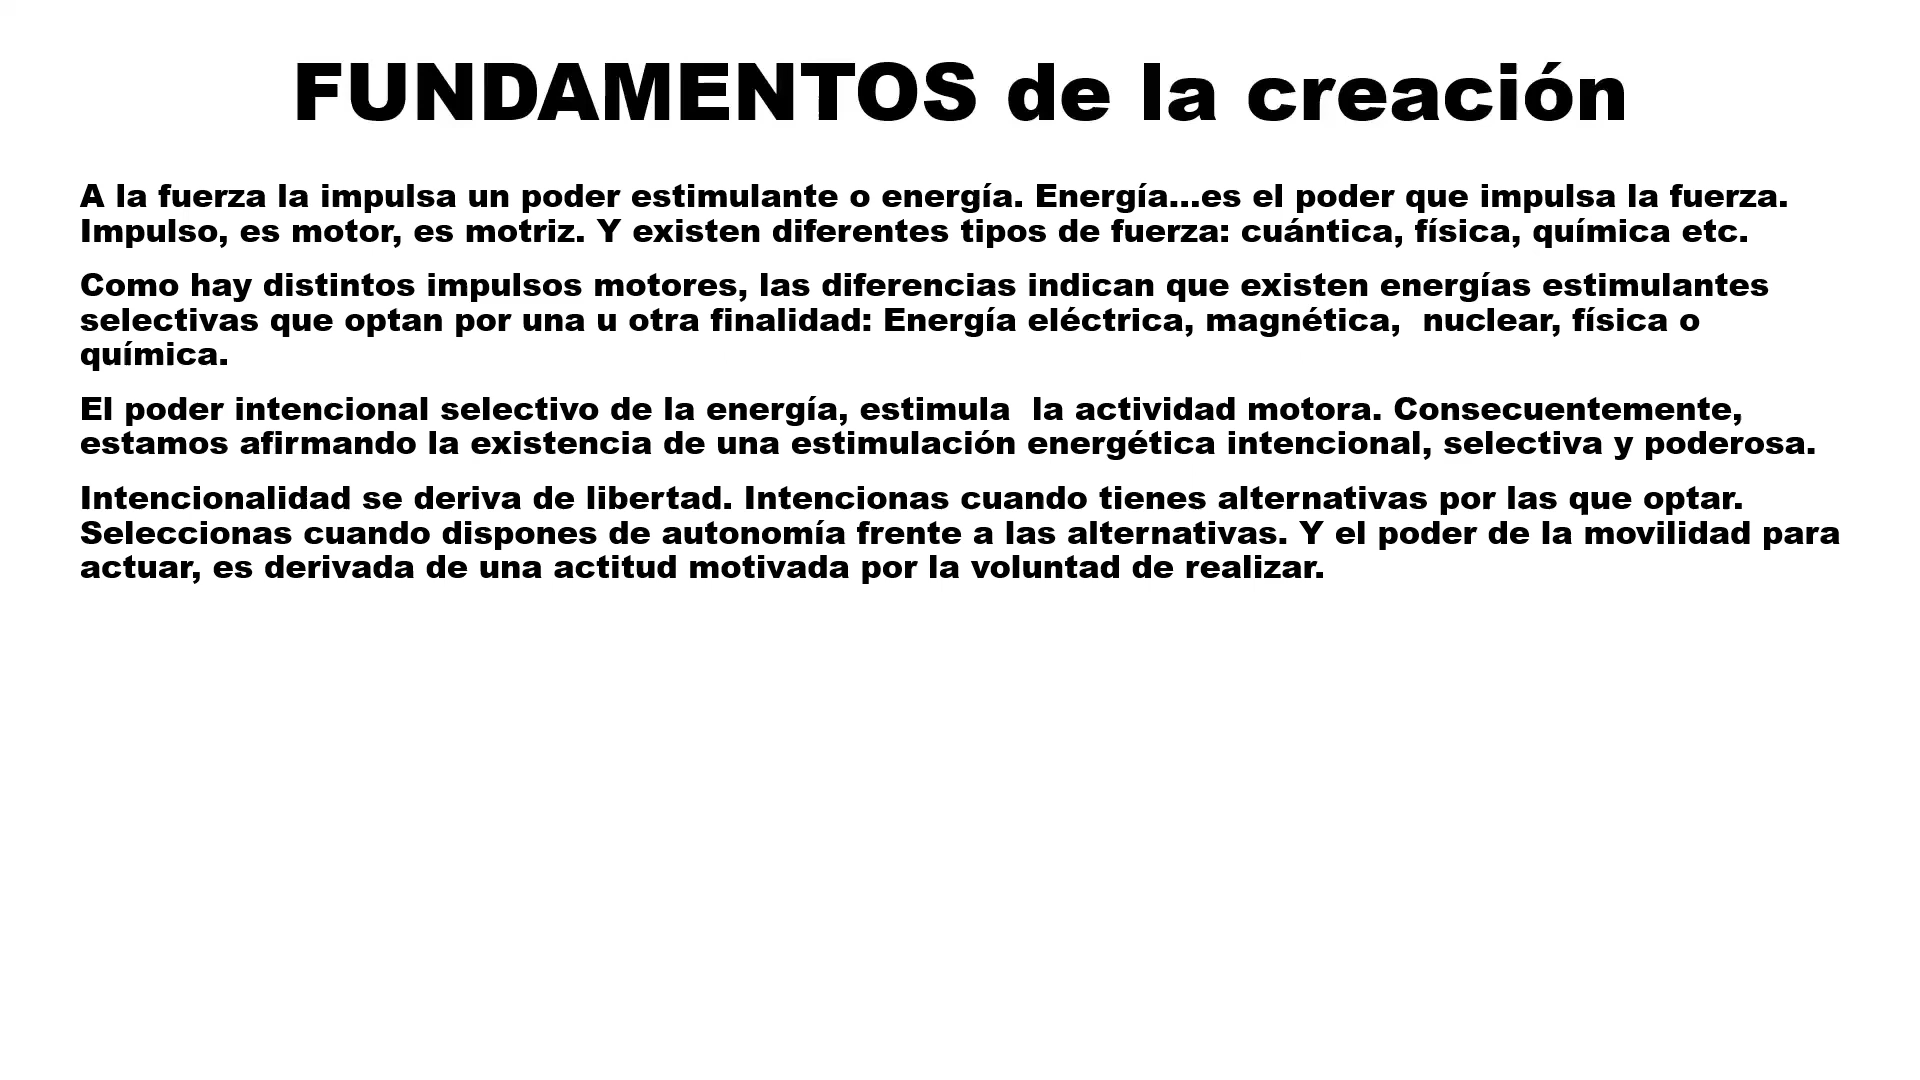 FUNDAMENTOS de la creación
A la fuerza la impulsa un poder estimulante o energía. Energía...es el poder que impulsa la fuerza.
Impulso, es motor, es motriz. Y existen diferentes tipos de fuerza: cuántica, física, química etc.
Como hay distintos impulsos motores, las diferencias indican que existen energías estimulantes
selectivas que optan por una u otra finalidad: Energía eléctrica, magnética,  nuclear, física o
química.
El poder intencional selectivo de la energía, estimula  la actividad motora. Consecuentemente,
estamos afirmando la existencia de una estimulación energética intencional, selectiva y poderosa.
Intencionalidad se deriva de libertad. Intencionas cuando tienes alternativas por las que optar.
Seleccionas cuando dispones de autonomía frente a las alternativas. Y el poder de la movilidad para
actuar, es derivada de una actitud motivada por la voluntad de realizar.